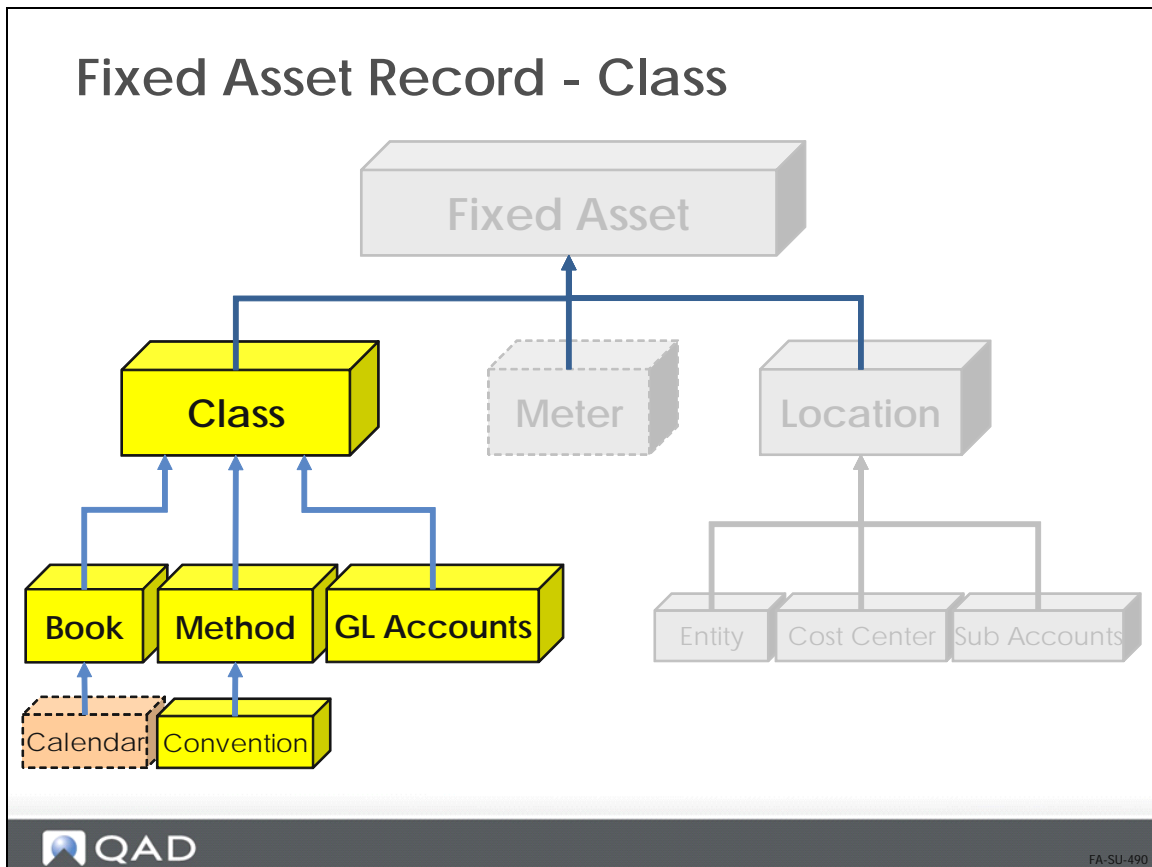 Fixed Asset Record - Class
Fixed Asset
Class
Meter
Location
Book
Method
GL Accounts
Entity
Cost Center
Sub Accounts
Calendar
Convention
QAD
FA-SU-490